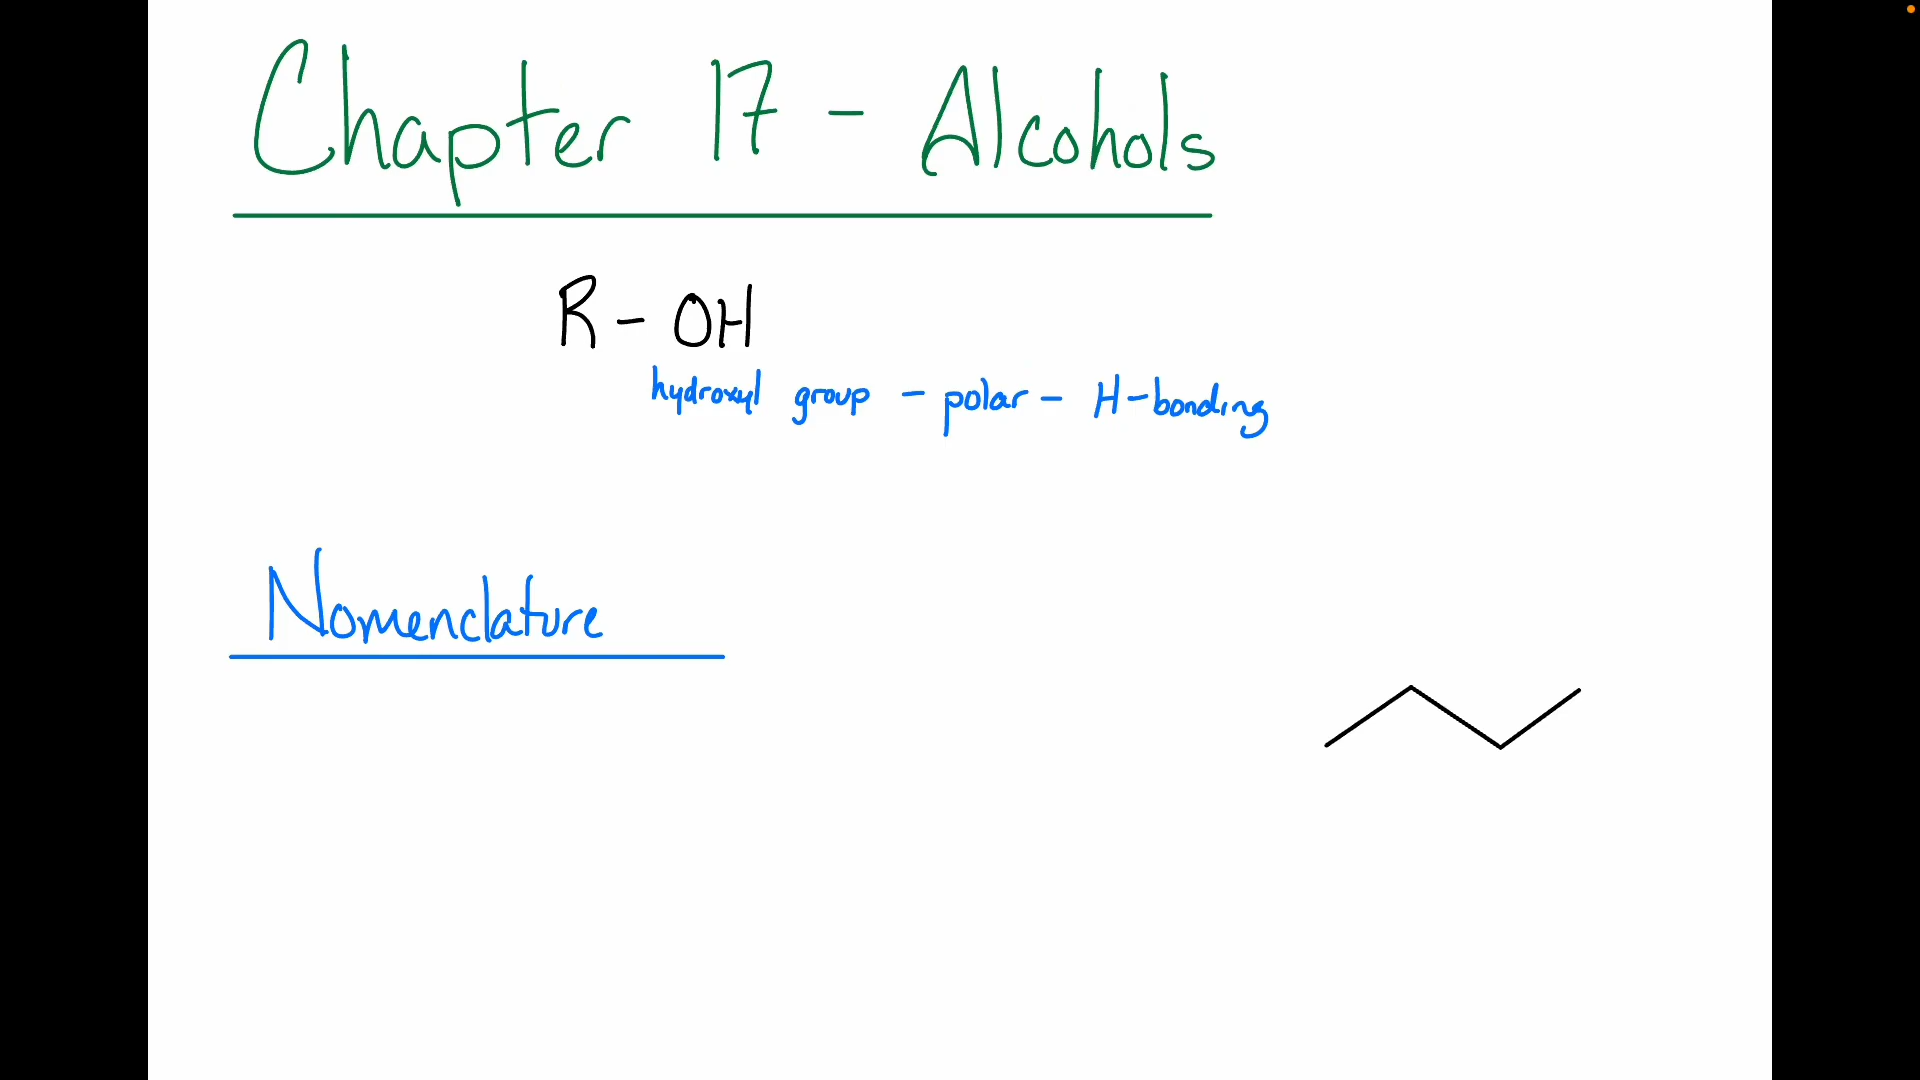 Chapter 17 - Alcohols
R - OH
hydroxyl group - polar - H-bonding
Nomenclature